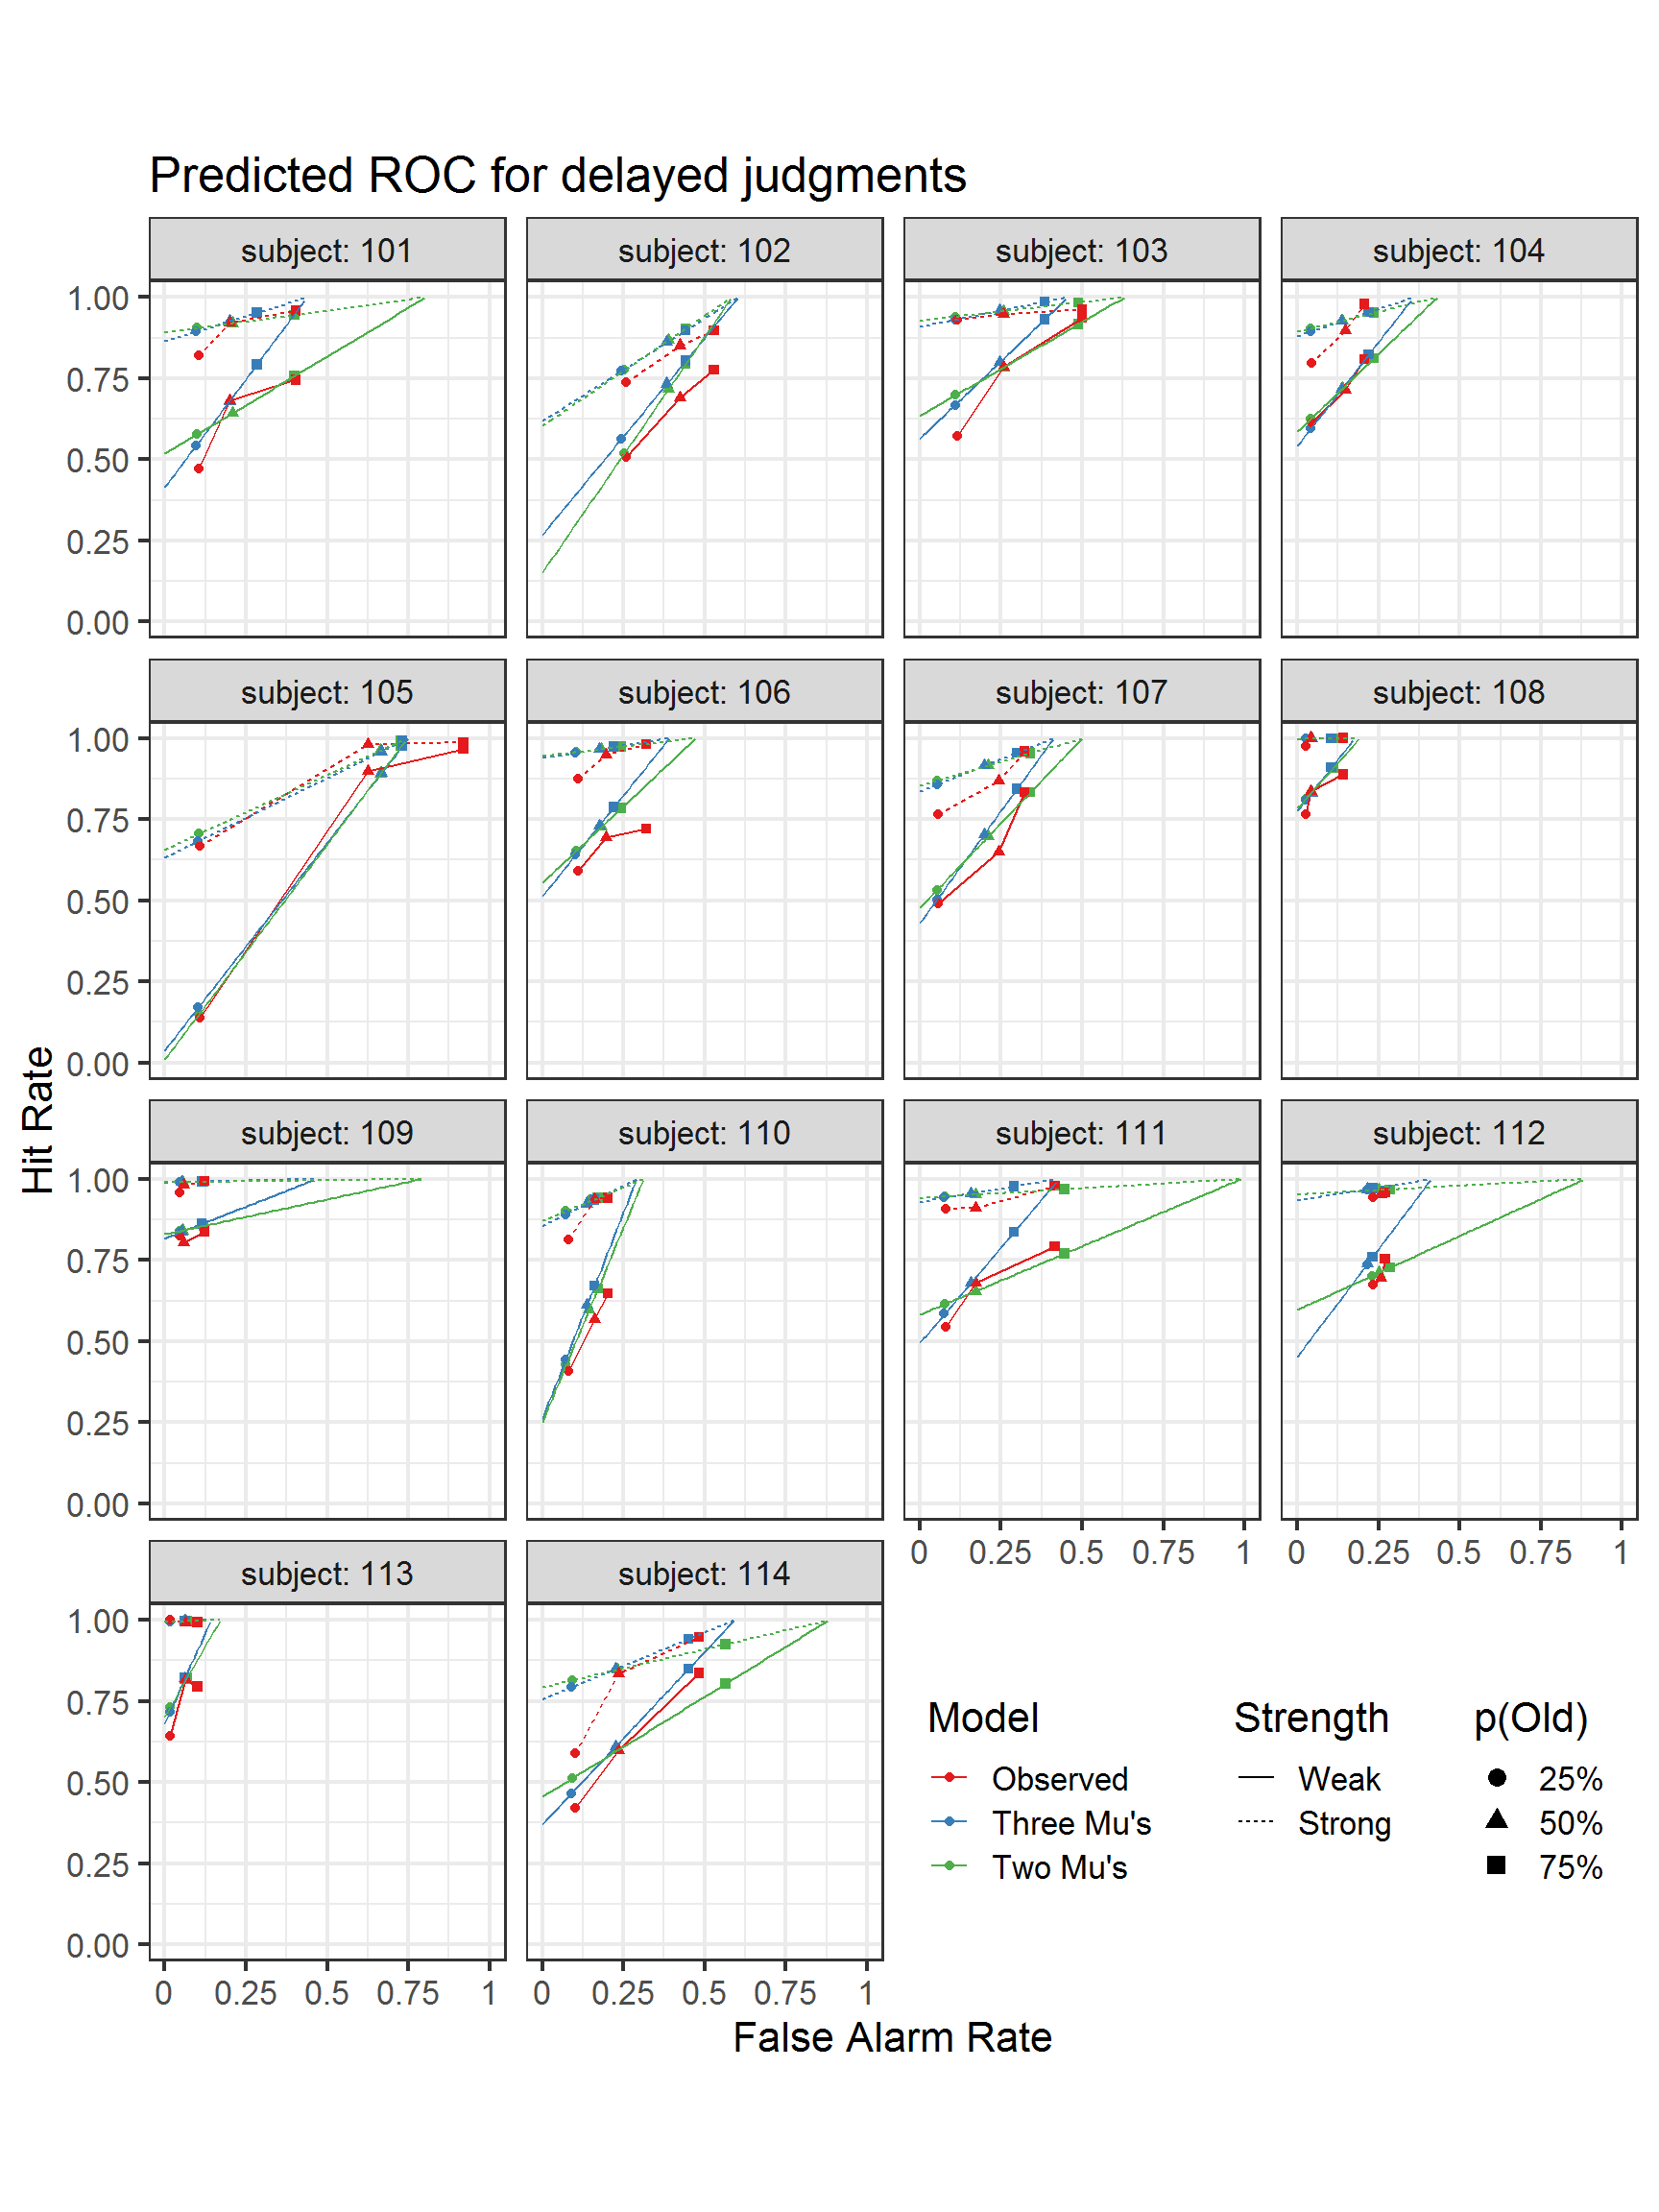 Predicted ROC for delayed judgments
subject: 101
subject: 102
subject: 103
subject: 104
1.00
0.75
0.50
0.25
0.00
subject: 105
subject: 106
subject: 107
subject: 108
1.00
0.75
0.50
0.25
0.00
Hit Rate
subject: 109
subject: 110
subject: 111
subject: 112
1.00
0.75
0.50
0.25
0.00
0 0.25 0.5 0.75 1
0 0.25 0.5 0.75 1
subject: 113
subject: 114
1.00
0.75
0.50
0.25
0.00
0 0.25 0.5 0.75 1
0 0.25 0.5 0.75 1
False Alarm Rate
Model
Observed
Three Mu's
Two Mu's
Strength
Weak
Strong
p(Old)
25%
50%
75%